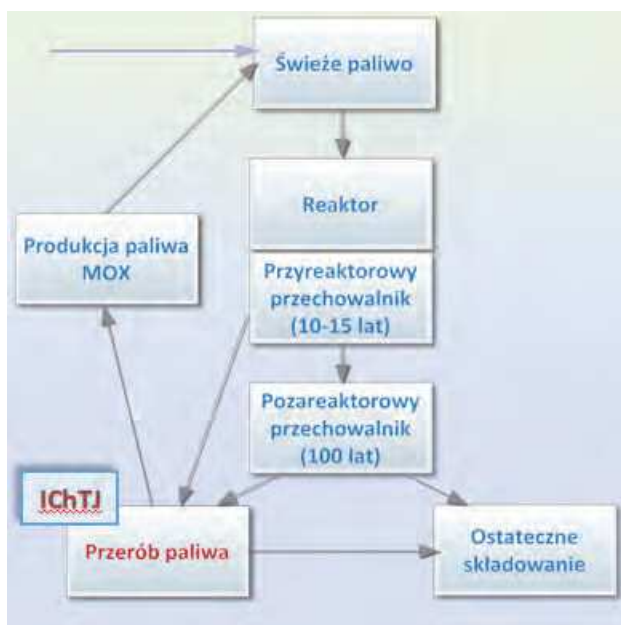 Świeże paliwo
Reaktor
Produkcja paliwa
MOX
Przyreaktorowy
przechowalnik
(10-15 lat)
Pozareaktorowy
przechowalnik
(100 lat)
IChTJ
Przerób paliwa
Ostateczne
składowanie